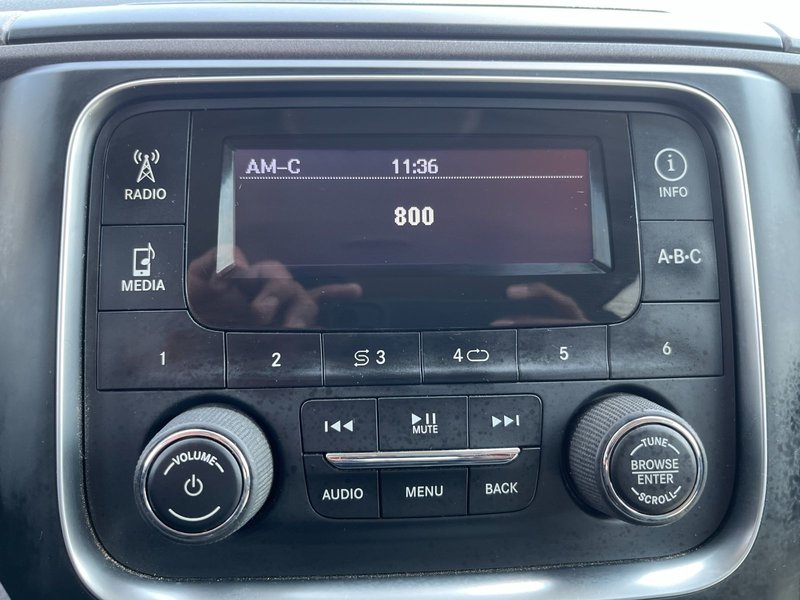 AM-C 11:36
800
RADIO
INFO
MEDIA
A•B•C
1 2 3 4 5 6
MUTE
VOLUME
AUDIO MENU BACK
TUNE
BROWSE
ENTER
SCROLL